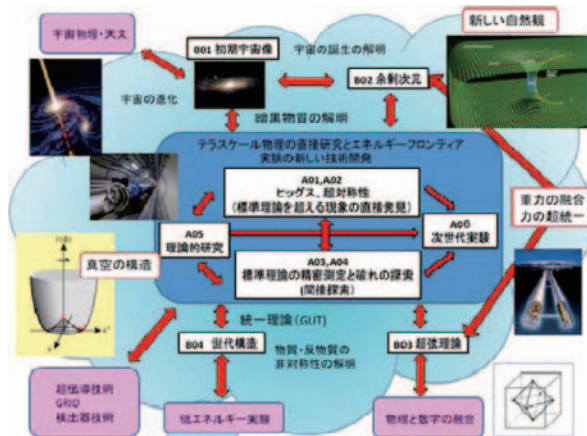 新しい自然観
宇宙物理・天文
B01 初期宇宙像
宇宙の誕生の解明
B02 余剰次元
宇宙の進化
暗黒物質の解明
テラスケール物理の直接研究とエネルギーフロンティア
実験の新しい技術開発
A01,A02
ヒッグス、超対称性
(標準理論を超える現象の直接発見)
重力の融合
力の超統一
A05
理論的研究
A06
次世代実験
真空の構造
A03,A04
標準理論の精密測定と破れの探索
(間接探索)
統一理論(GUT)
B04 世代構造
物質・反物質の
非対称性の解明
B03 超弦理論
超伝導技術
GRID
検出器技術
低エネルギー実験
物理と数学の融合